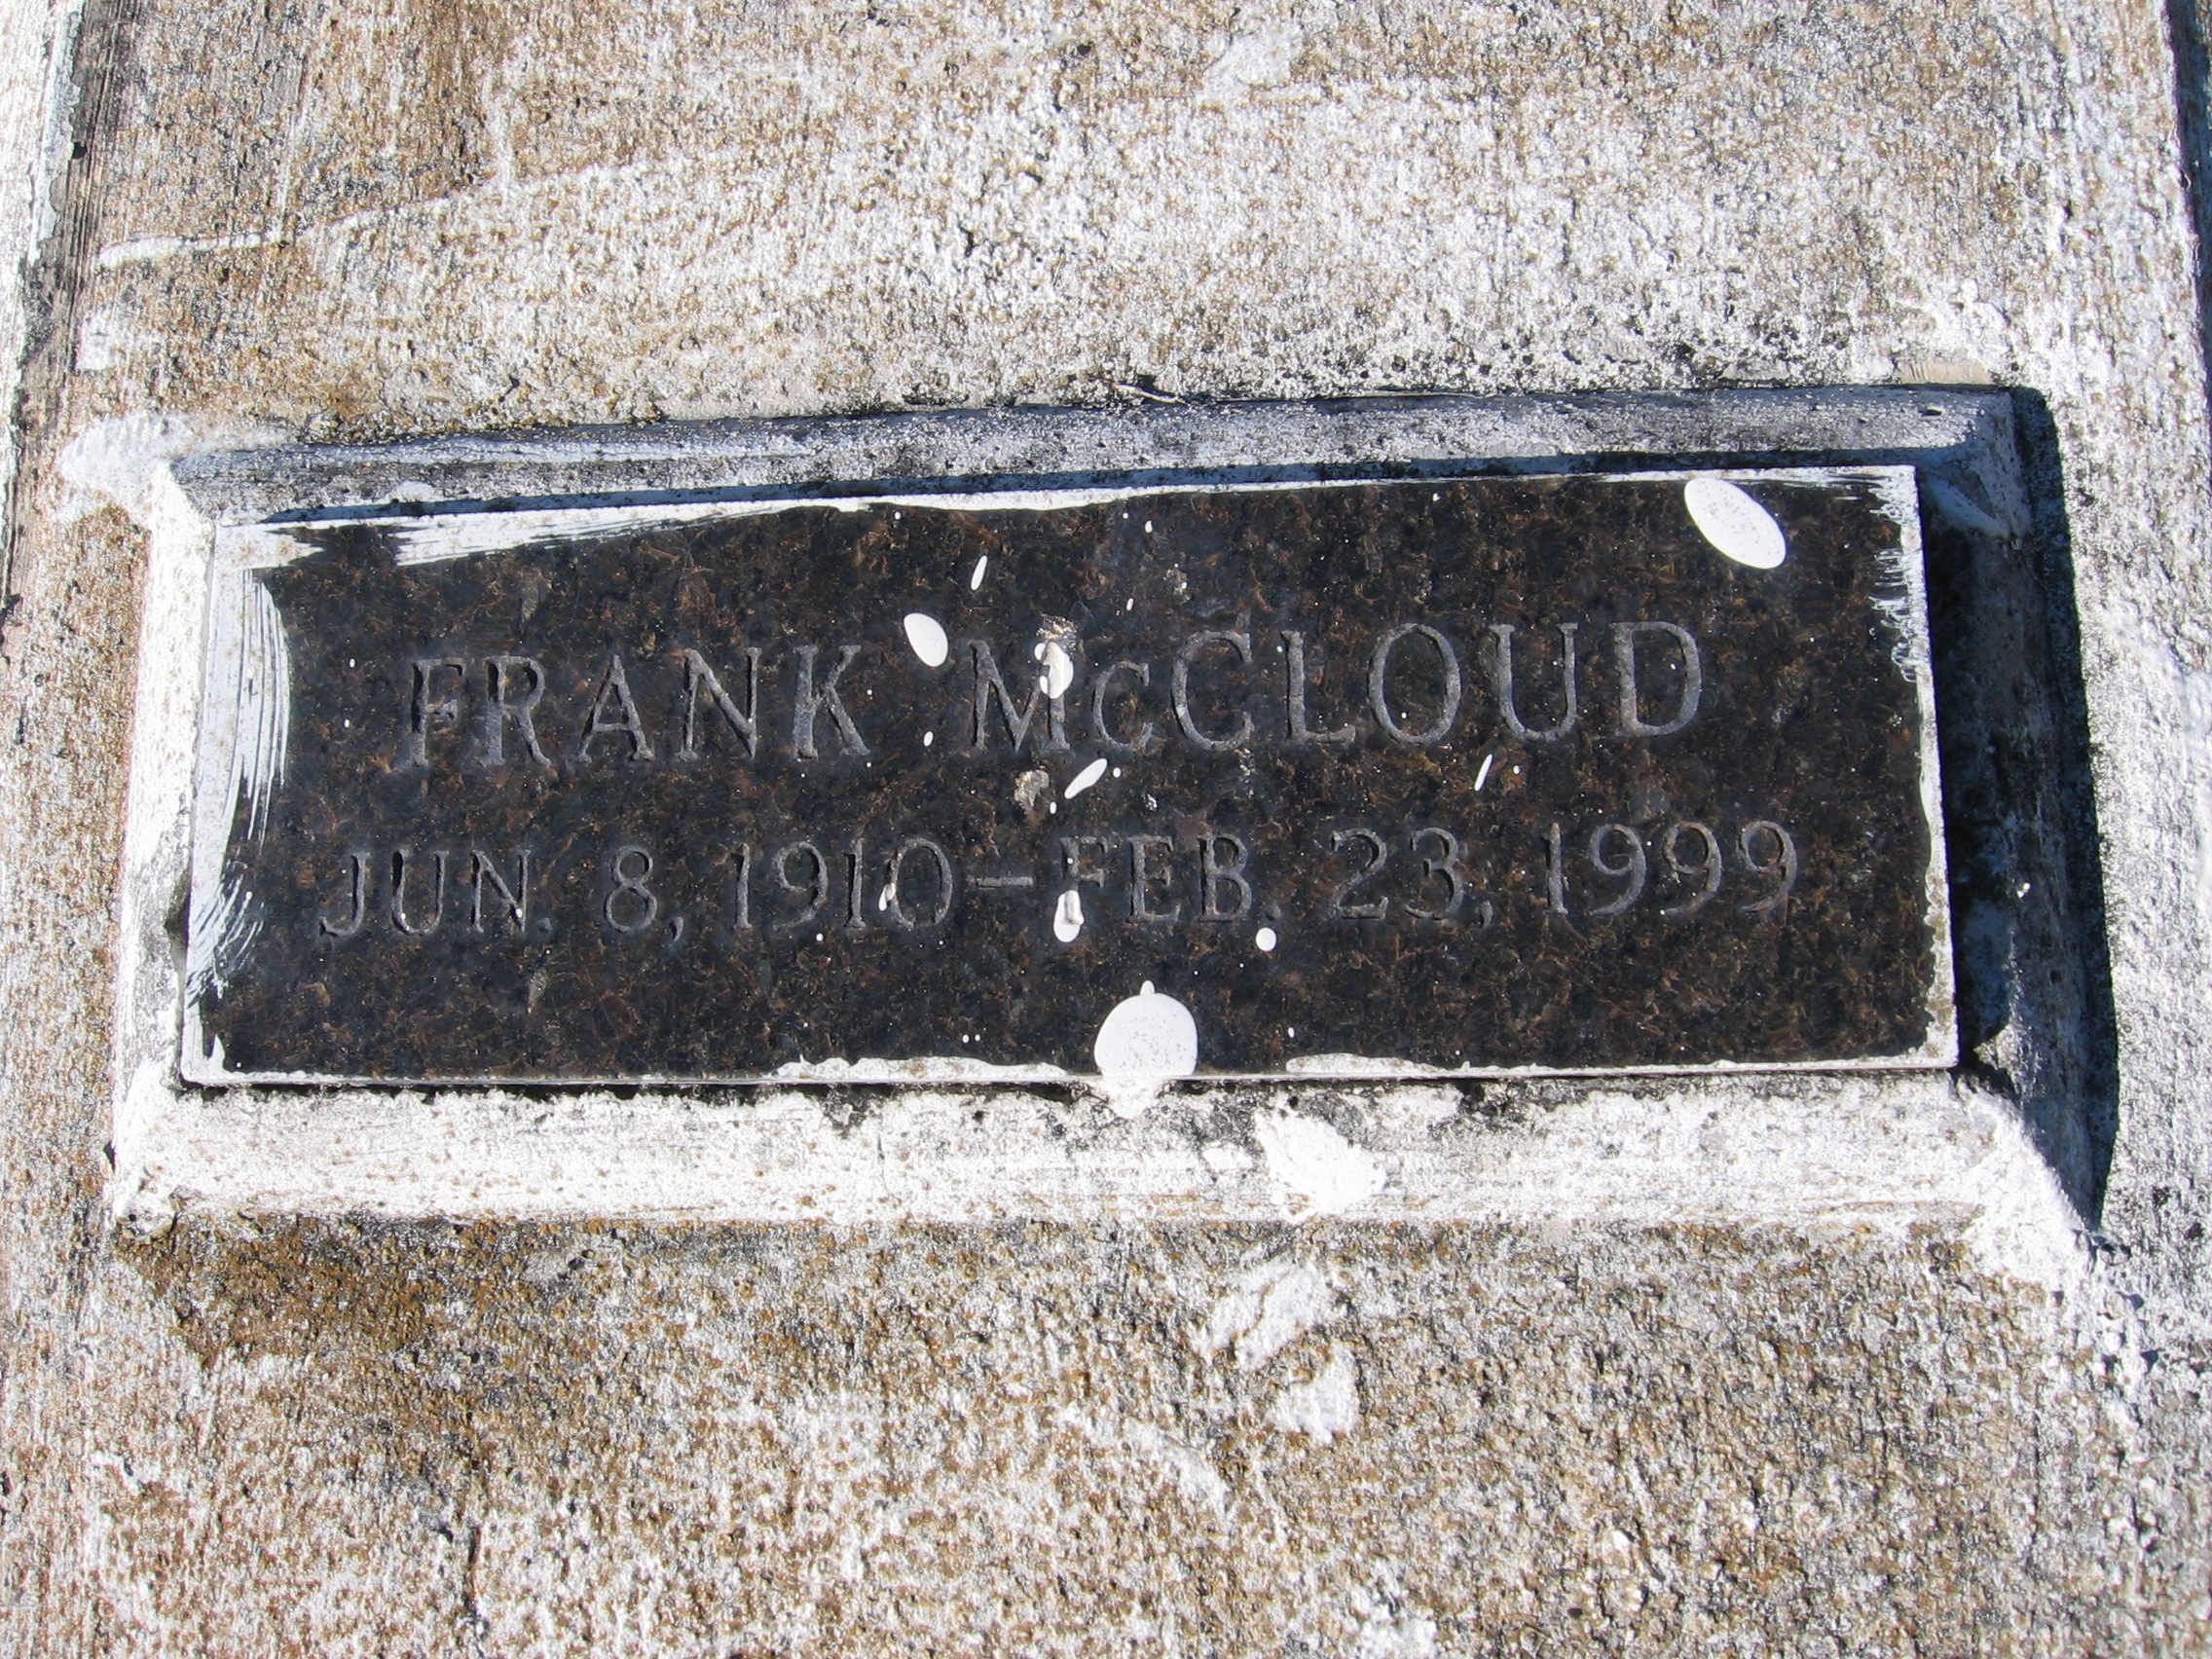 FRANK McCLOUD
JUN. 8, 1910 – FEB. 23, 1999